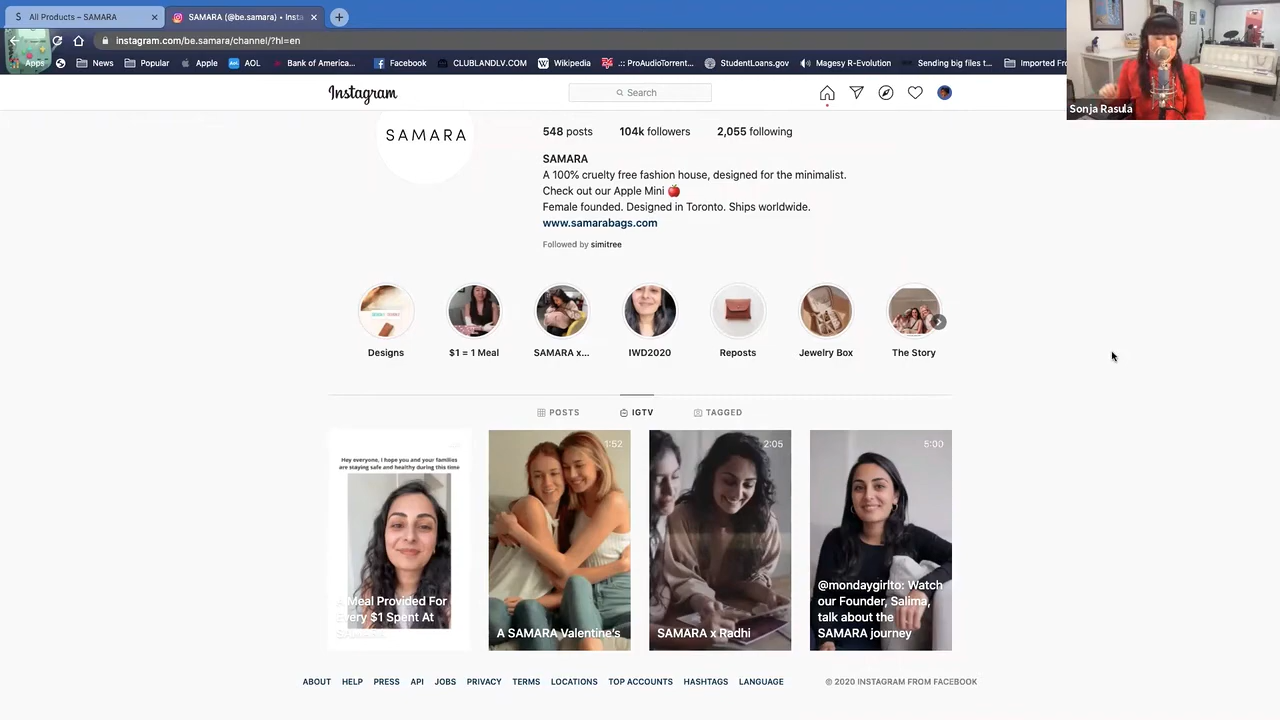 All Products – SAMARA
SAMARA (@be.samara) • Insta
instagram.com/be.samara/channel/?hl=en
Apps
News
Popular
Apple
Aol.
AOL
Bank of America...
Facebook
CLUBLANDLV.COM
W
Wikipedia
.:: ProAudioTorrent...
StudentLoans.gov
Magesy R-Evolution
Sending big files t...
Imported Fro
Sonja Rasula
Instagram
Search
SAMARA
548 posts 104k followers 2,055 following
SAMARA
A 100% cruelty free fashion house, designed for the minimalist.
Check out our Apple Mini 🍎
Female founded. Designed in Toronto. Ships worldwide.
www.samarabags.com
Followed by simitree
Designs
$1 = 1 Meal
SAMARA x...
IWD2020
Reposts
Jewelry Box
The Story
POSTS
IGTV
TAGGED
Hey everyone, I hope you and your families
are staying safe and healthy during this time
A Meal Provided For
Every $1 Spent At
SAMARA
1:52
A SAMARA Valentine's
2:05
SAMARA x Radhi
5:00
@mondaygirlto: Watch
our Founder, Salima,
talk about the
SAMARA journey
ABOUT HELP PRESS API JOBS PRIVACY TERMS LOCATIONS TOP ACCOUNTS HASHTAGS LANGUAGE
© 2020 INSTAGRAM FROM FACEBOOK